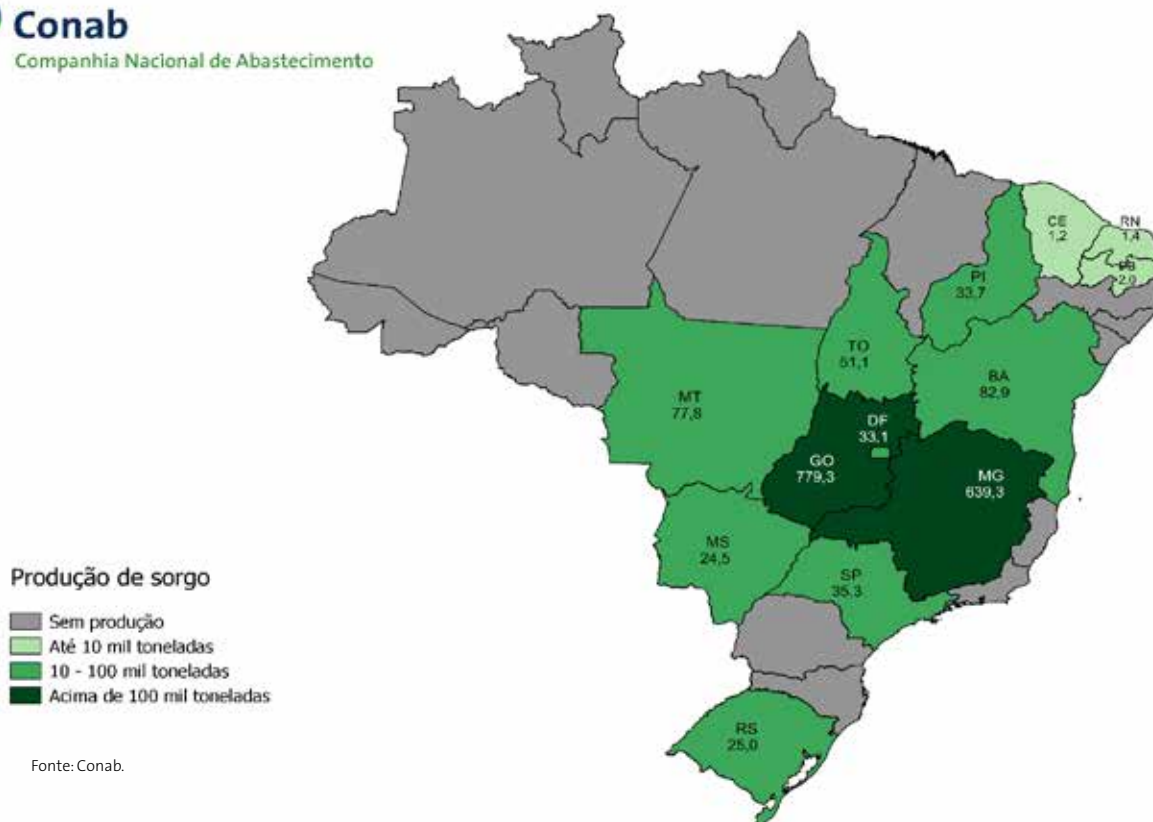 Conab
Companhia Nacional de Abastecimento
CE
1,2
RN
1,4
PB
2,0
PI
33,7
TO
51,1
BA
82,9
MT
77,8
DF
33,1
GO
779,3
MG
639,3
MS
24,5
SP
35,3
RS
25,0
Produção de sorgo
Sem produção
Até 10 mil toneladas
10 - 100 mil toneladas
Acima de 100 mil toneladas
Fonte: Conab.